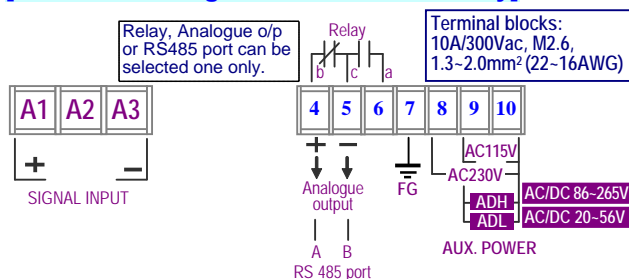 Relay, Analogue o/p
or RS485 port can be
selected one only.
Relay
b c a
Terminal blocks:
10A/300Vac, M2.6,
1.3~2.0mm² (22~16AWG)
A1 A2 A3
4 5 6 7 8 9 10
+ −
SIGNAL INPUT
+ −
Analogue
output
A B
RS 485 port
FG
AC115V
AC230V
ADH AC/DC 86~265V
ADL AC/DC 20~56V
AUX. POWER